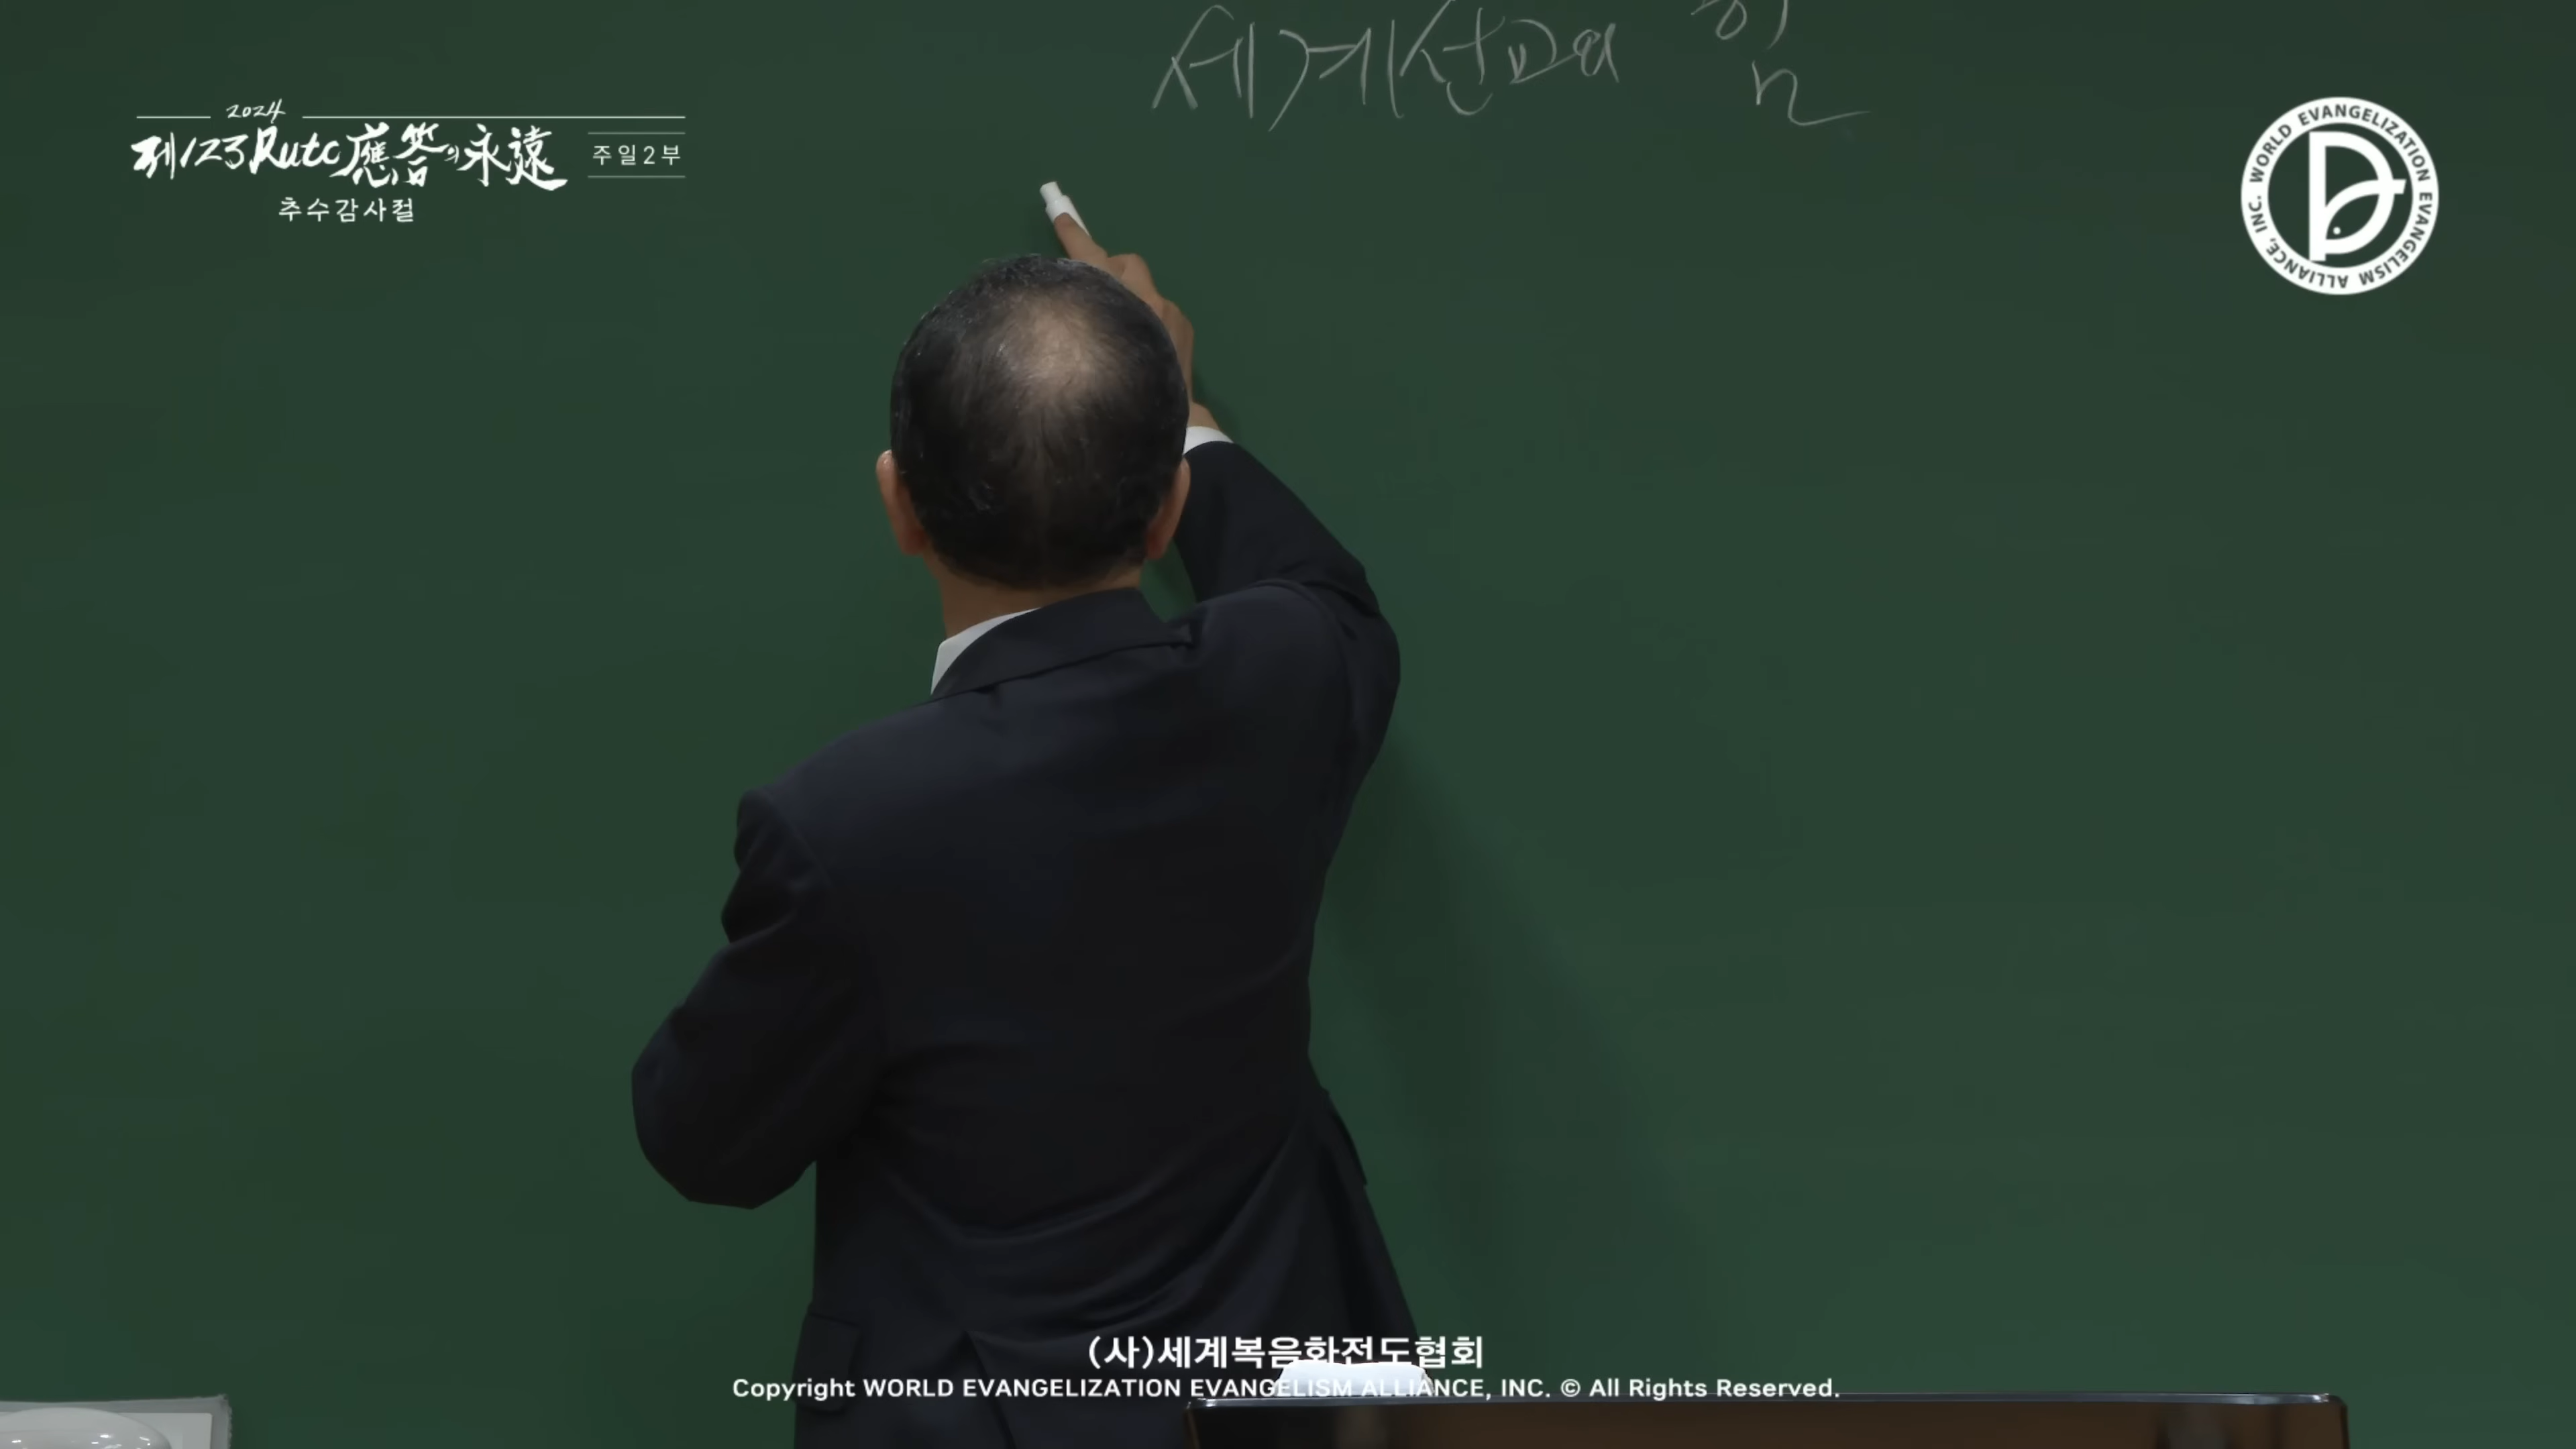 세계선교의 힘
2024
제123 Rutc 應答의 永遠
주일2부
추수감사절
WORLD EVANGELIZATION EVANGELISM ALLIANCE, INC.
(사)세계복음화전도협회
Copyright WORLD EVANGELIZATION EVANGELISM ALLIANCE, INC. © All Rights Reserved.